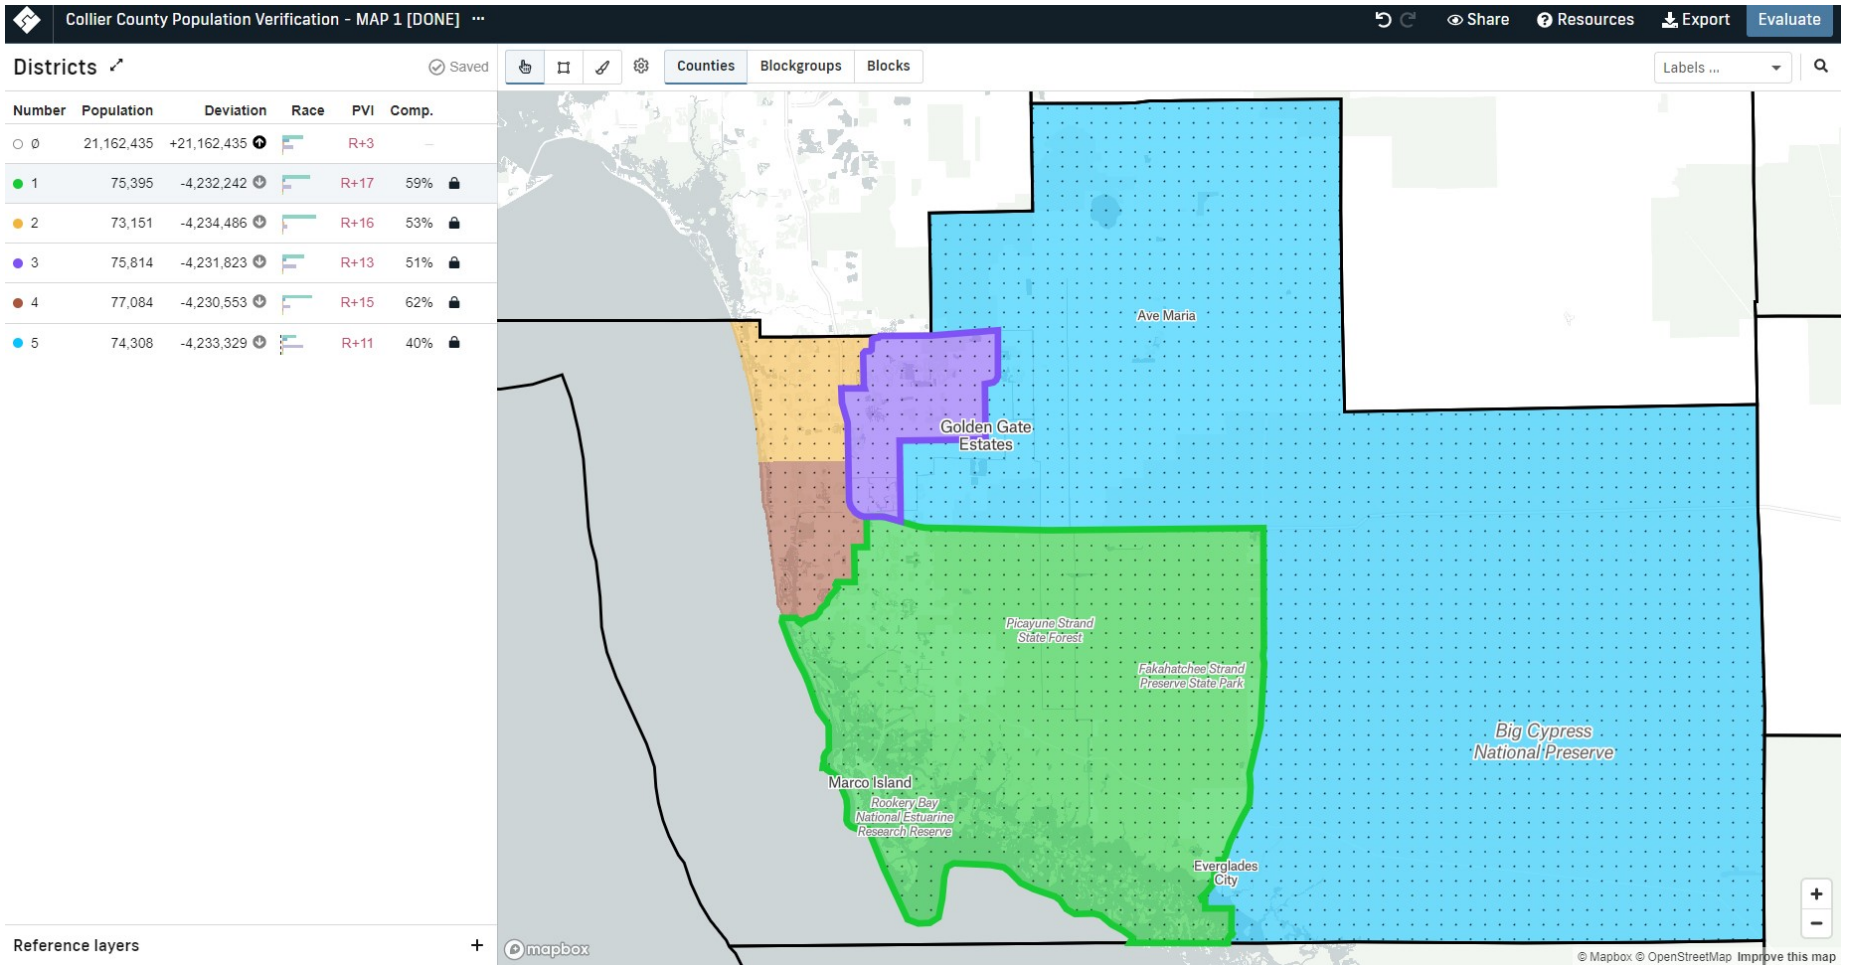 Collier County Population Verification - MAP 1 [DONE] ···
Share
Resources
Export
Evaluate
Districts
Saved
Counties
Blockgroups
Blocks
Labels ...
Number Population Deviation Race PVI Comp.
Ø 21,162,435 +21,162,435 R+3 —
1 75,395 -4,232,242 R+17 59%
2 73,151 -4,234,486 R+16 53%
3 75,814 -4,231,823 R+13 51%
4 77,084 -4,230,553 R+15 62%
5 74,308 -4,233,329 R+11 40%
Ave Maria
Golden Gate
Estates
Picayune Strand
State Forest
Fakahatchee Strand
Preserve State Park
Big Cypress
National Preserve
Marco Island
Rookery Bay
National Estuarine
Research Reserve
Everglades
City
+
−
Reference layers +
mapbox
© Mapbox © OpenStreetMap Improve this map